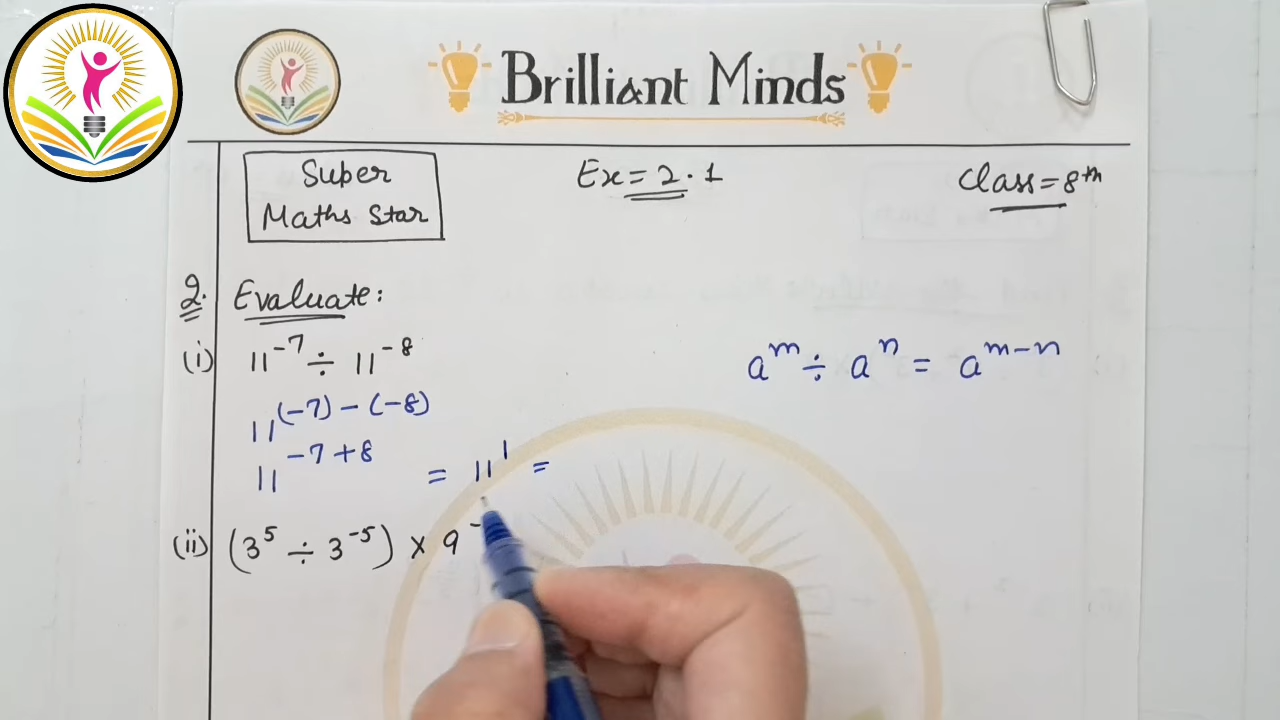 Brilliant Minds
Super
Maths Star
Ex = 2.1
Class = 8th
2. Evaluate:
(i) 11⁻⁷ ÷ 11⁻⁸
aᵐ ÷ aⁿ = aᵐ⁻ⁿ
11⁽⁻⁷⁾ ⁻ ⁽⁻⁸⁾
11⁻⁷⁺⁸ = 11¹ =
(ii) (3⁵ ÷ 3⁻⁵) × 9⁻